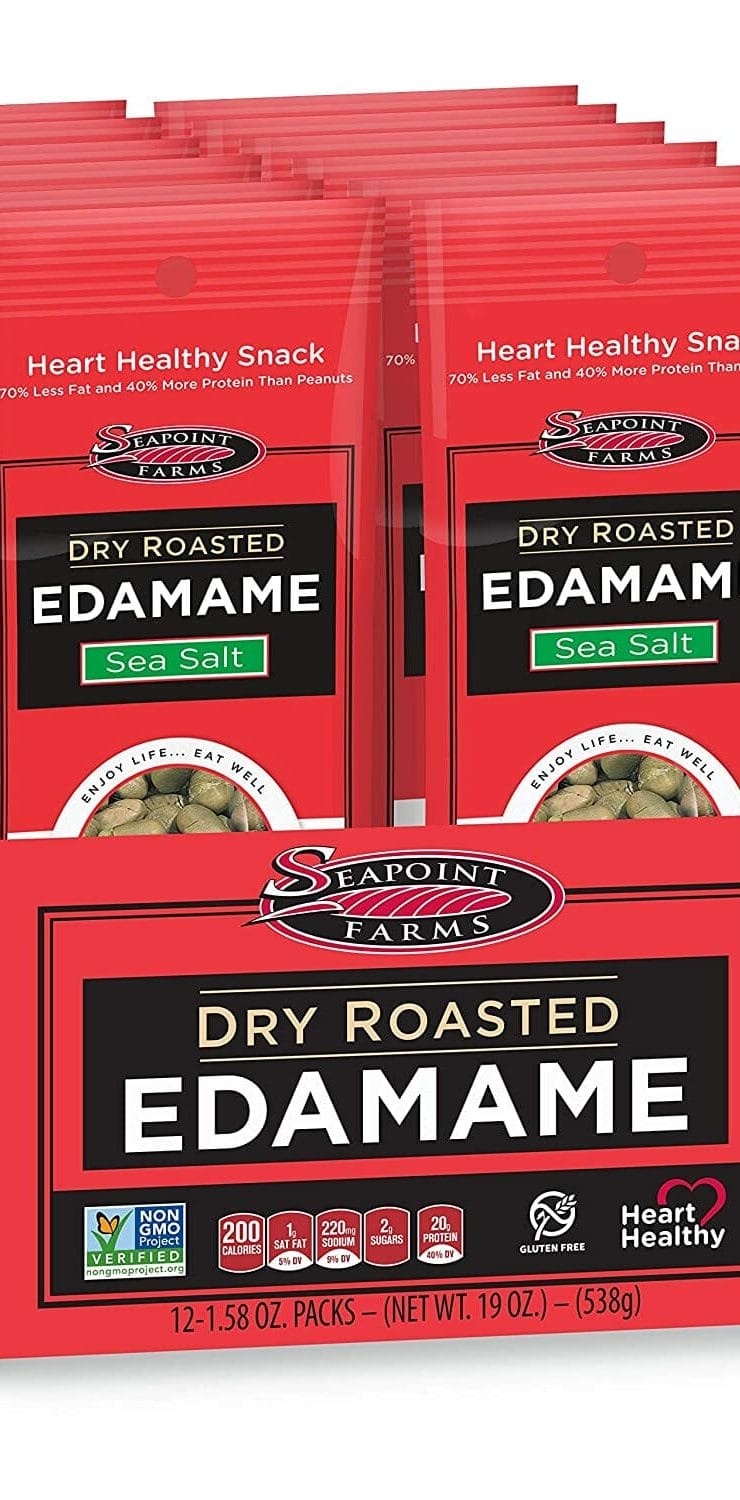 Heart Healthy Snack
70% Less Fat and 40% More Protein Than Peanuts
SEAPOINT
FARMS
DRY ROASTED
EDAMAME
Sea Salt
ENJOY LIFE... EAT WELL
70%
Heart Healthy Sna
70% Less Fat and 40% More Protein Than
SEAPOINT
FARMS
DRY ROASTED
EDAMAM
Sea Salt
ENJOY LIFE... EAT WELL
SEAPOINT
FARMS
DRY ROASTED
EDAMAME
NON
GMO
Project
VERIFIED
nongmoproject.org
200
CALORIES
1g
SAT FAT
5% DV
220mg
SODIUM
9% DV
2g
SUGARS
20g
PROTEIN
40% DV
GLUTEN FREE
Heart
Healthy
12-1.58 OZ. PACKS – (NET WT. 19 OZ.) – (538g)